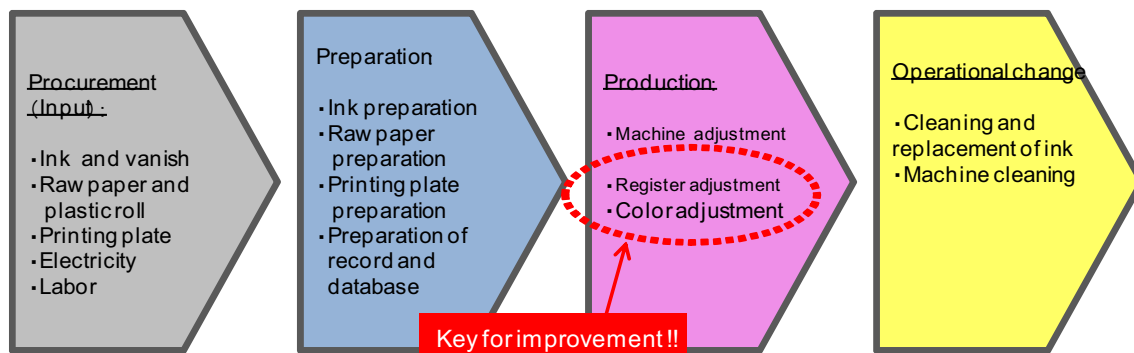 Procurement
(Input):
・Ink and vanish
・Raw paper and
plastic roll
・Printing plate
・Electricity
・Labor
Preparation:
・Ink preparation
・Raw paper
preparation
・Printing plate
preparation
・Preparation of
record and
database
Production:
・Machine adjustment
・Register adjustment
・Color adjustment
Operational change
・Cleaning and
replacement of ink
・Machine cleaning
Key for improvement!!